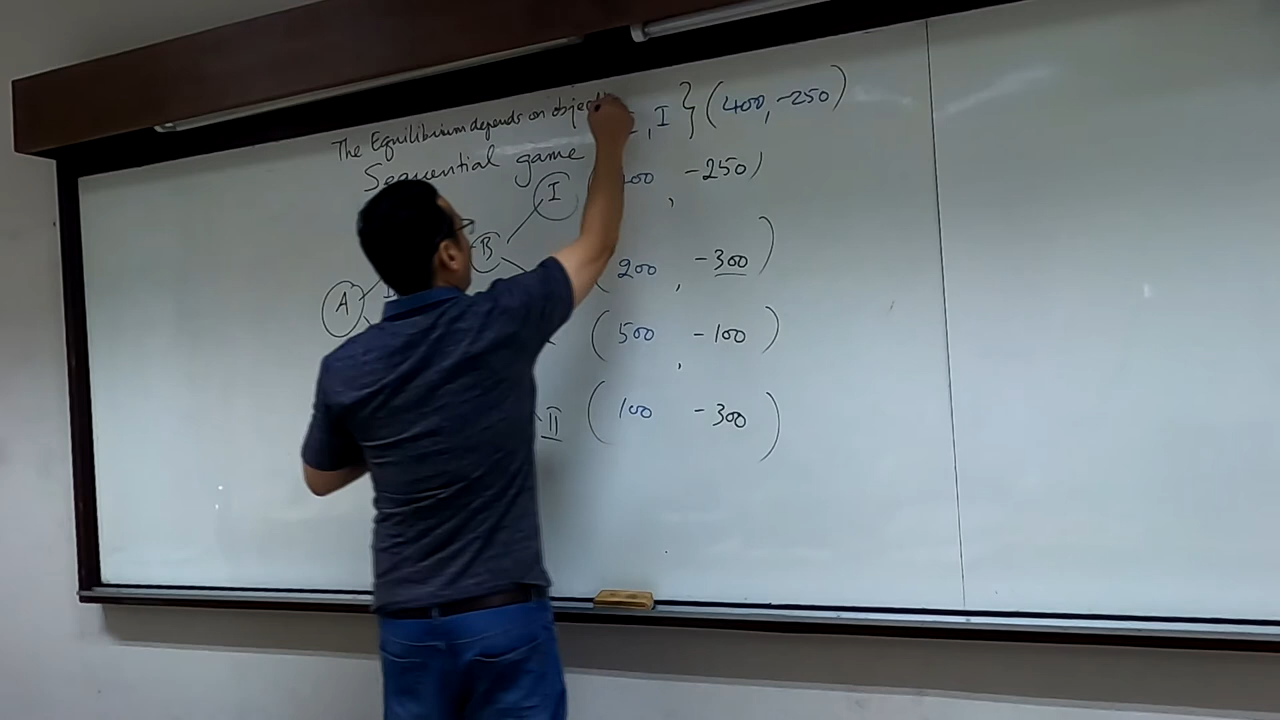 The Equilibrium depends on
, I } (400, -250)
Sequential game
I
-250)
B
200, -300)
A
(500, -100)
II (100 -300)